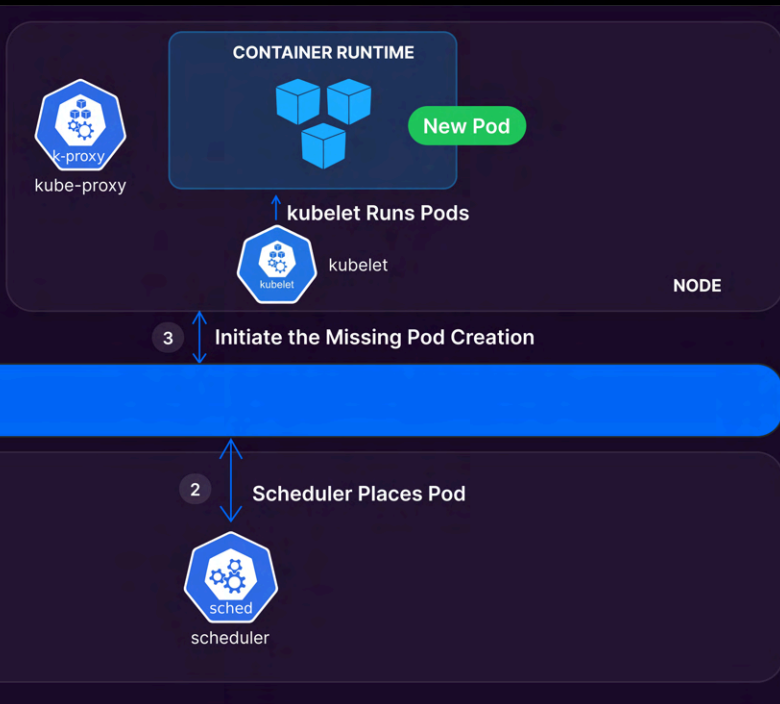 CONTAINER RUNTIME
New Pod
k-proxy
kube-proxy
kubelet Runs Pods
kubelet
kubelet
NODE
3
Initiate the Missing Pod Creation
2
Scheduler Places Pod
sched
scheduler